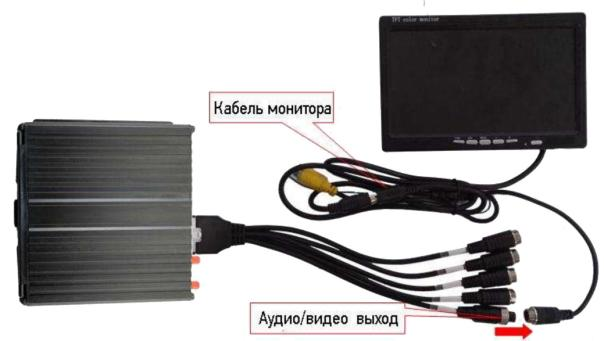 TFT color monitor
Кабель монитора
Аудио/видео выход